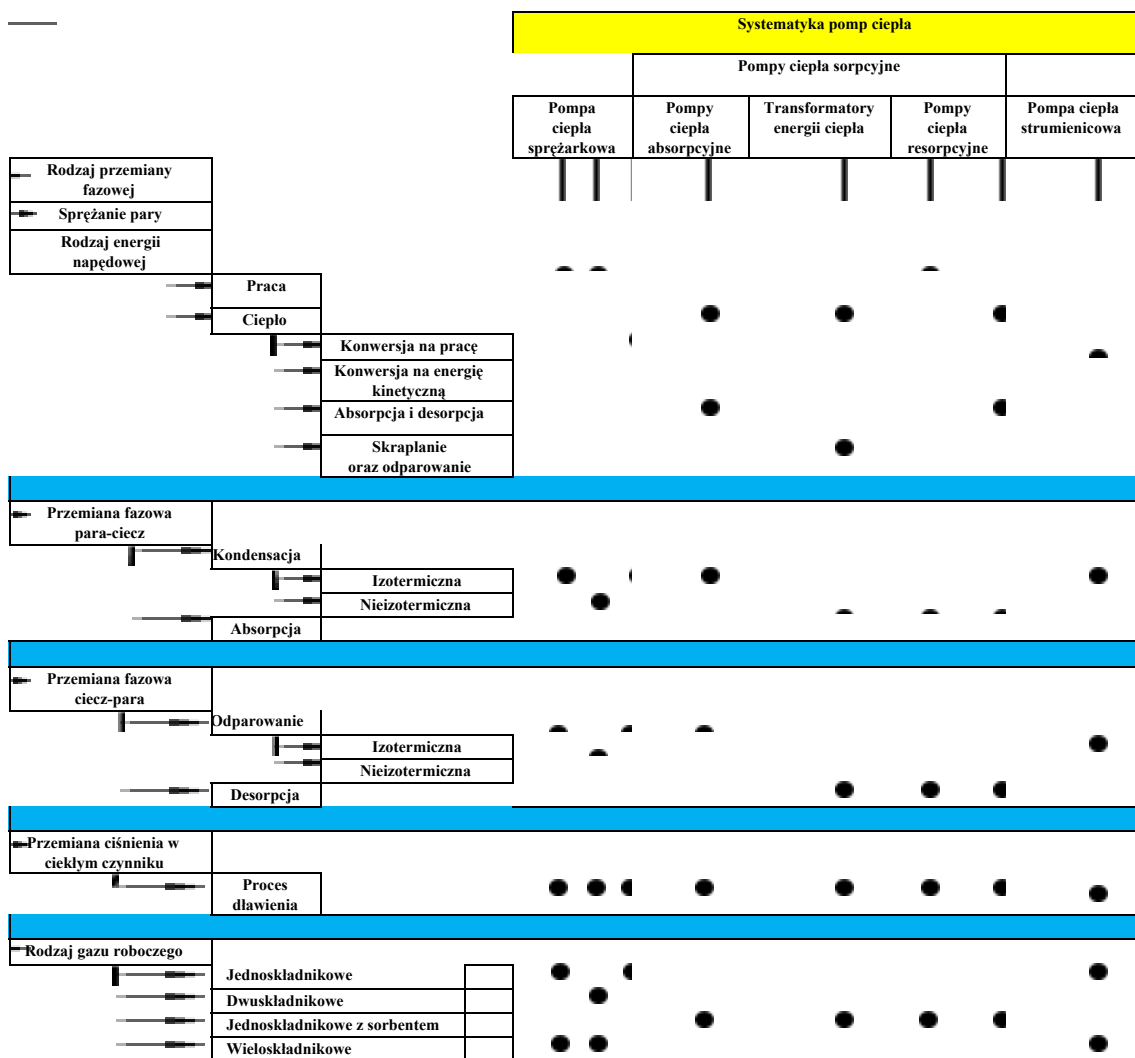 Systematyka pomp ciepła
Pompy ciepła sorpcyjne
Pompa
ciepła
sprężarkowa
Pompy
ciepła
absorpcyjne
Transformatory
energii ciepła
Pompy
ciepła
resorpcyjne
Pompa ciepła
strumienicowa
Rodzaj przemiany
fazowej
Sprężanie pary
Rodzaj energii
napędowej
Praca
Ciepło
Konwersja na pracę
Konwersja na energię
kinetyczną
Absorpcja i desorpcja
Skraplanie
oraz odparowanie
Przemiana fazowa
para-ciecz
Kondensacja
Izotermiczna
Nieizotermiczna
Absorpcja
Przemiana fazowa
ciecz-para
Odparowanie
Izotermiczna
Nieizotermiczna
Desorpcja
Przemiana ciśnienia w
ciekłym czynniku
Proces
dławienia
Rodzaj gazu roboczego
Jednoskładnikowe
Dwuskładnikowe
Jednoskładnikowe z sorbentem
Wieloskładnikowe